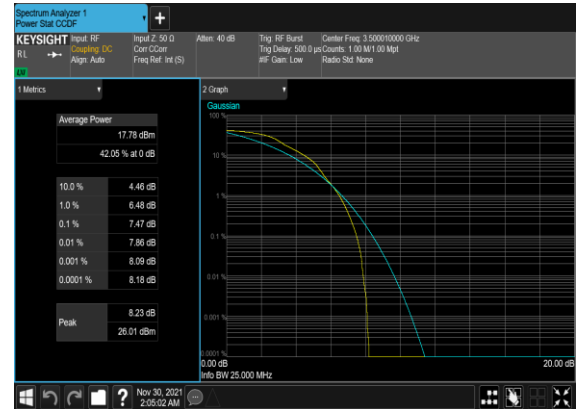 Spectrum Analyzer 1
Power Stat CCDF
KEYSIGHT
RL
Input: RF
Coupling: DC
Align: Auto
Input Z: 50 Ω
Corr CCorr
Freq Ref: Int (S)
Atten: 40 dB
Trig: RF Burst
Trig Delay: 500.0 µs
#IF Gain: Low
Center Freq: 3.500010000 GHz
Counts: 1.00 M/1.00 Mpt
Radio Std: None
1 Metrics
Average Power
17.78 dBm
42.05 % at 0 dB
10.0 % 4.46 dB
1.0 % 6.48 dB
0.1 % 7.47 dB
0.01 % 7.86 dB
0.001 % 8.09 dB
0.0001 % 8.18 dB
Peak
8.23 dB
26.01 dBm
2 Graph
Gaussian
100 %
10 %
1 %
0.1 %
0.01 %
0.001 %
0.0001 %
0.00 dB
20.00 dB
Info BW 25.000 MHz
?
Nov 30, 2021
2:05:02 AM